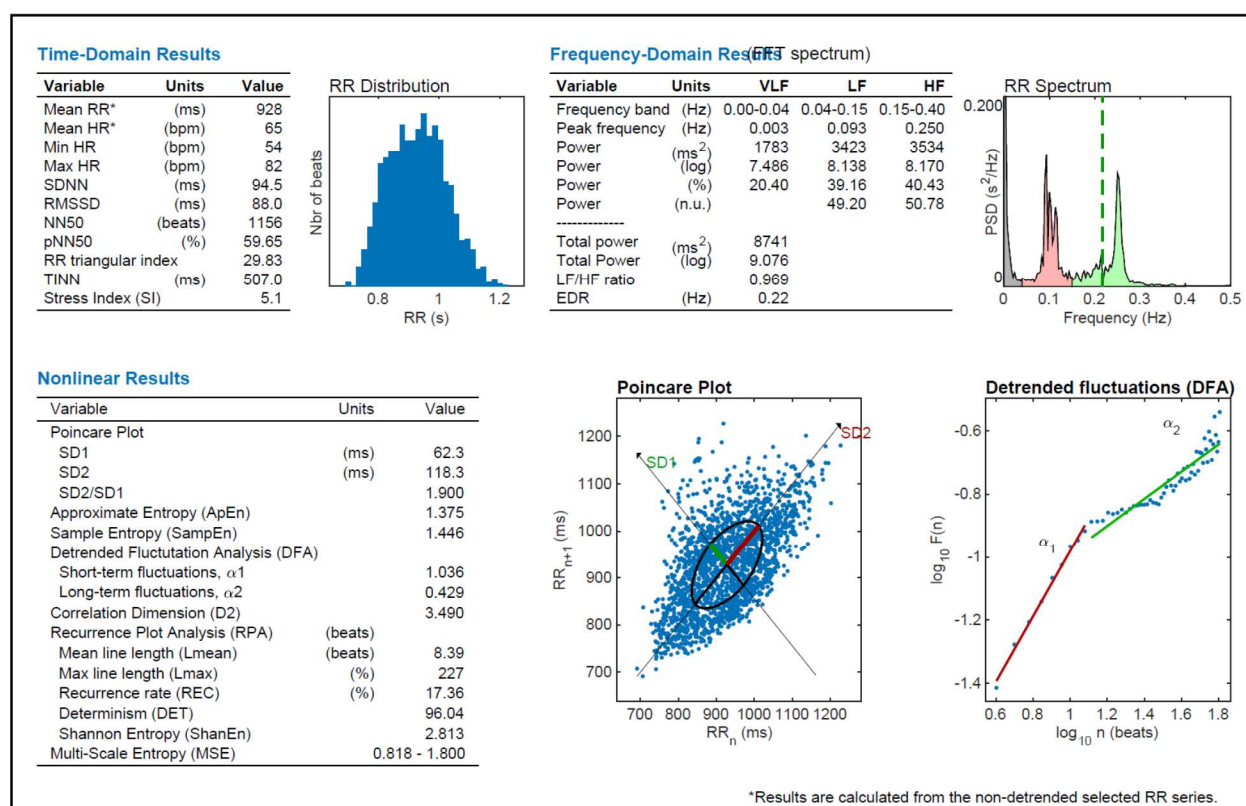 Time-Domain Results
Variable Units Value
Mean RR* (ms) 928
Mean HR* (bpm) 65
Min HR (bpm) 54
Max HR (bpm) 82
SDNN (ms) 94.5
RMSSD (ms) 88.0
NN50 (beats) 1156
pNN50 (%) 59.65
RR triangular index 29.83
TINN (ms) 507.0
Stress Index (SI) 5.1
RR Distribution
Nbr of beats
0.8 1 1.2
RR (s)
Frequency-Domain Results (FFT spectrum)
Variable Units VLF LF HF
Frequency band (Hz) 0.00-0.04 0.04-0.15 0.15-0.40
Peak frequency (Hz) 0.003 0.093 0.250
Power (ms2) 1783 3423 3534
Power (log) 7.486 8.138 8.170
Power (%) 20.40 39.16 40.43
Power (n.u.) 49.20 50.78
-------------
Total power (ms2) 8741
Total Power (log) 9.076
LF/HF ratio 0.969
EDR (Hz) 0.22
RR Spectrum
0.200
PSD (s2/Hz)
0
0 0.1 0.2 0.3 0.4 0.5
Frequency (Hz)
Nonlinear Results
Variable Units Value
Poincare Plot
SD1 (ms) 62.3
SD2 (ms) 118.3
SD2/SD1 1.900
Approximate Entropy (ApEn) 1.375
Sample Entropy (SampEn) 1.446
Detrended Fluctutation Analysis (DFA)
Short-term fluctuations, α1 1.036
Long-term fluctuations, α2 0.429
Correlation Dimension (D2) 3.490
Recurrence Plot Analysis (RPA) (beats)
Mean line length (Lmean) (beats) 8.39
Max line length (Lmax) (%) 227
Recurrence rate (REC) (%) 17.36
Determinism (DET) 96.04
Shannon Entropy (ShanEn) 2.813
Multi-Scale Entropy (MSE) 0.818 - 1.800
Poincare Plot
1200
1100
1000
900
800
700
RRn+1 (ms)
SD1
SD2
700 800 900 1000 1100 1200
RRn (ms)
Detrended fluctuations (DFA)
-0.6
-0.8
-1
-1.2
-1.4
log10 F(n)
α1
α2
0.6 0.8 1 1.2 1.4 1.6 1.8
log10 n (beats)
*Results are calculated from the non-detrended selected RR series.